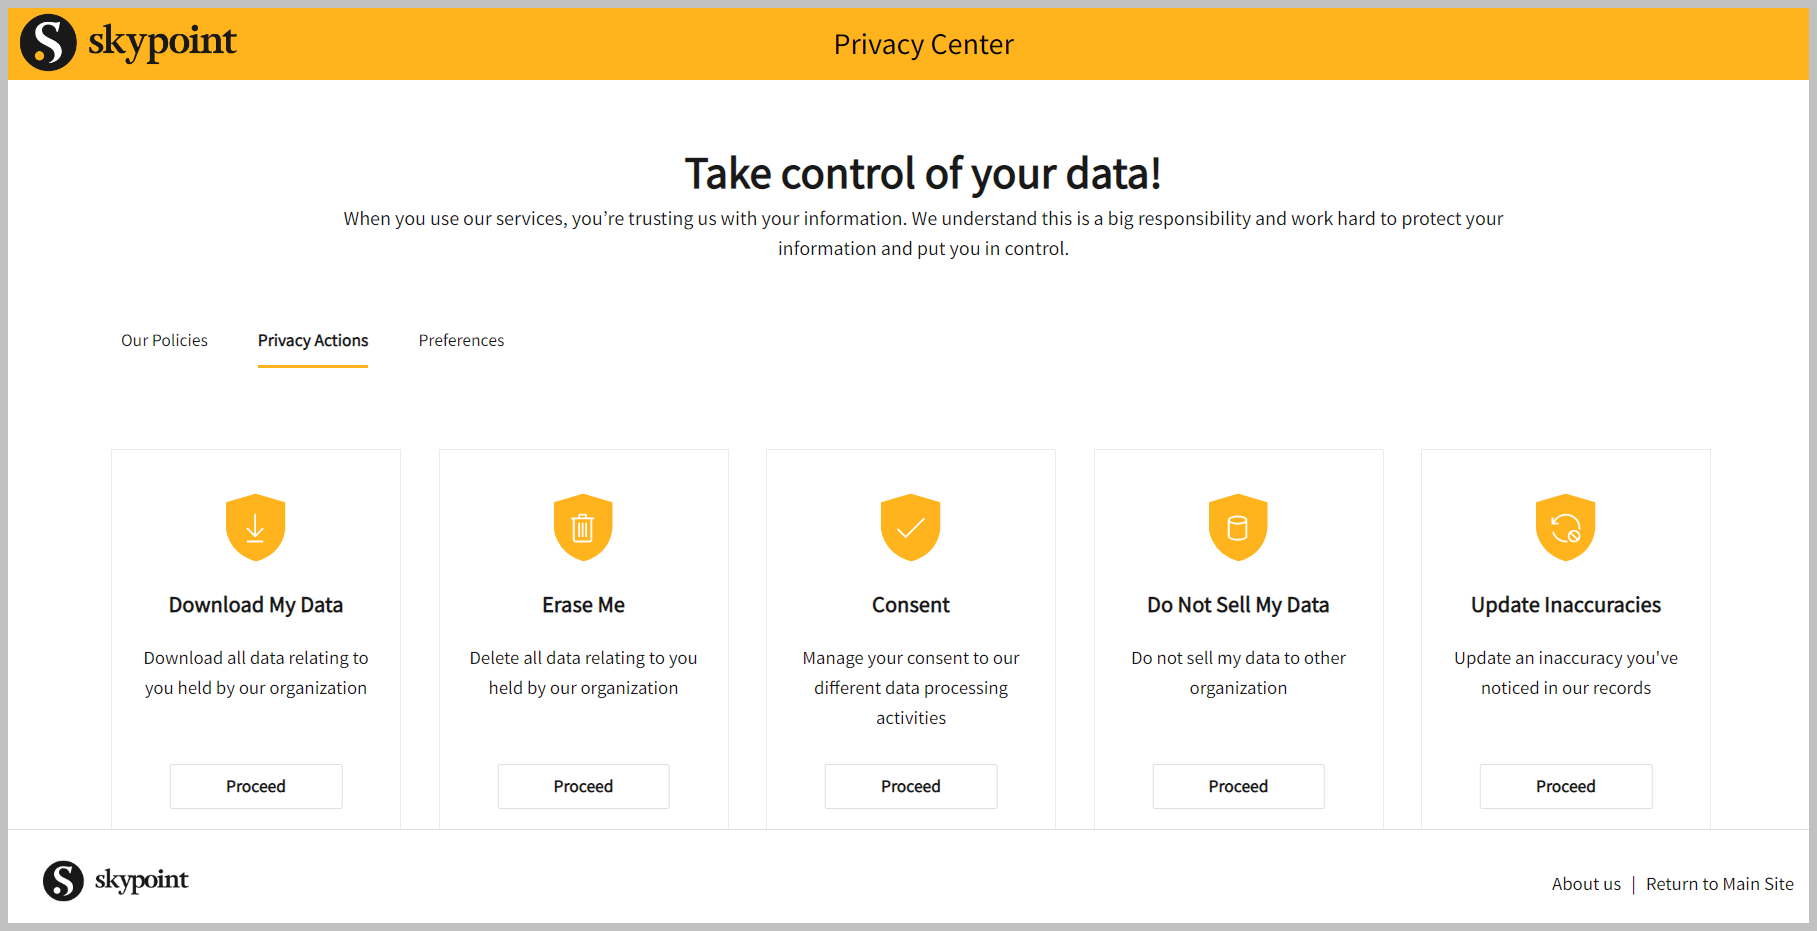 skypoint
Privacy Center
Take control of your data!
When you use our services, you’re trusting us with your information. We understand this is a big responsibility and work hard to protect your
information and put you in control.
Our Policies
Privacy Actions
Preferences
Download My Data
Download all data relating to
you held by our organization
Proceed
Erase Me
Delete all data relating to you
held by our organization
Proceed
Consent
Manage your consent to our
different data processing
activities
Proceed
Do Not Sell My Data
Do not sell my data to other
organization
Proceed
Update Inaccuracies
Update an inaccuracy you've
noticed in our records
Proceed
skypoint
About us | Return to Main Site